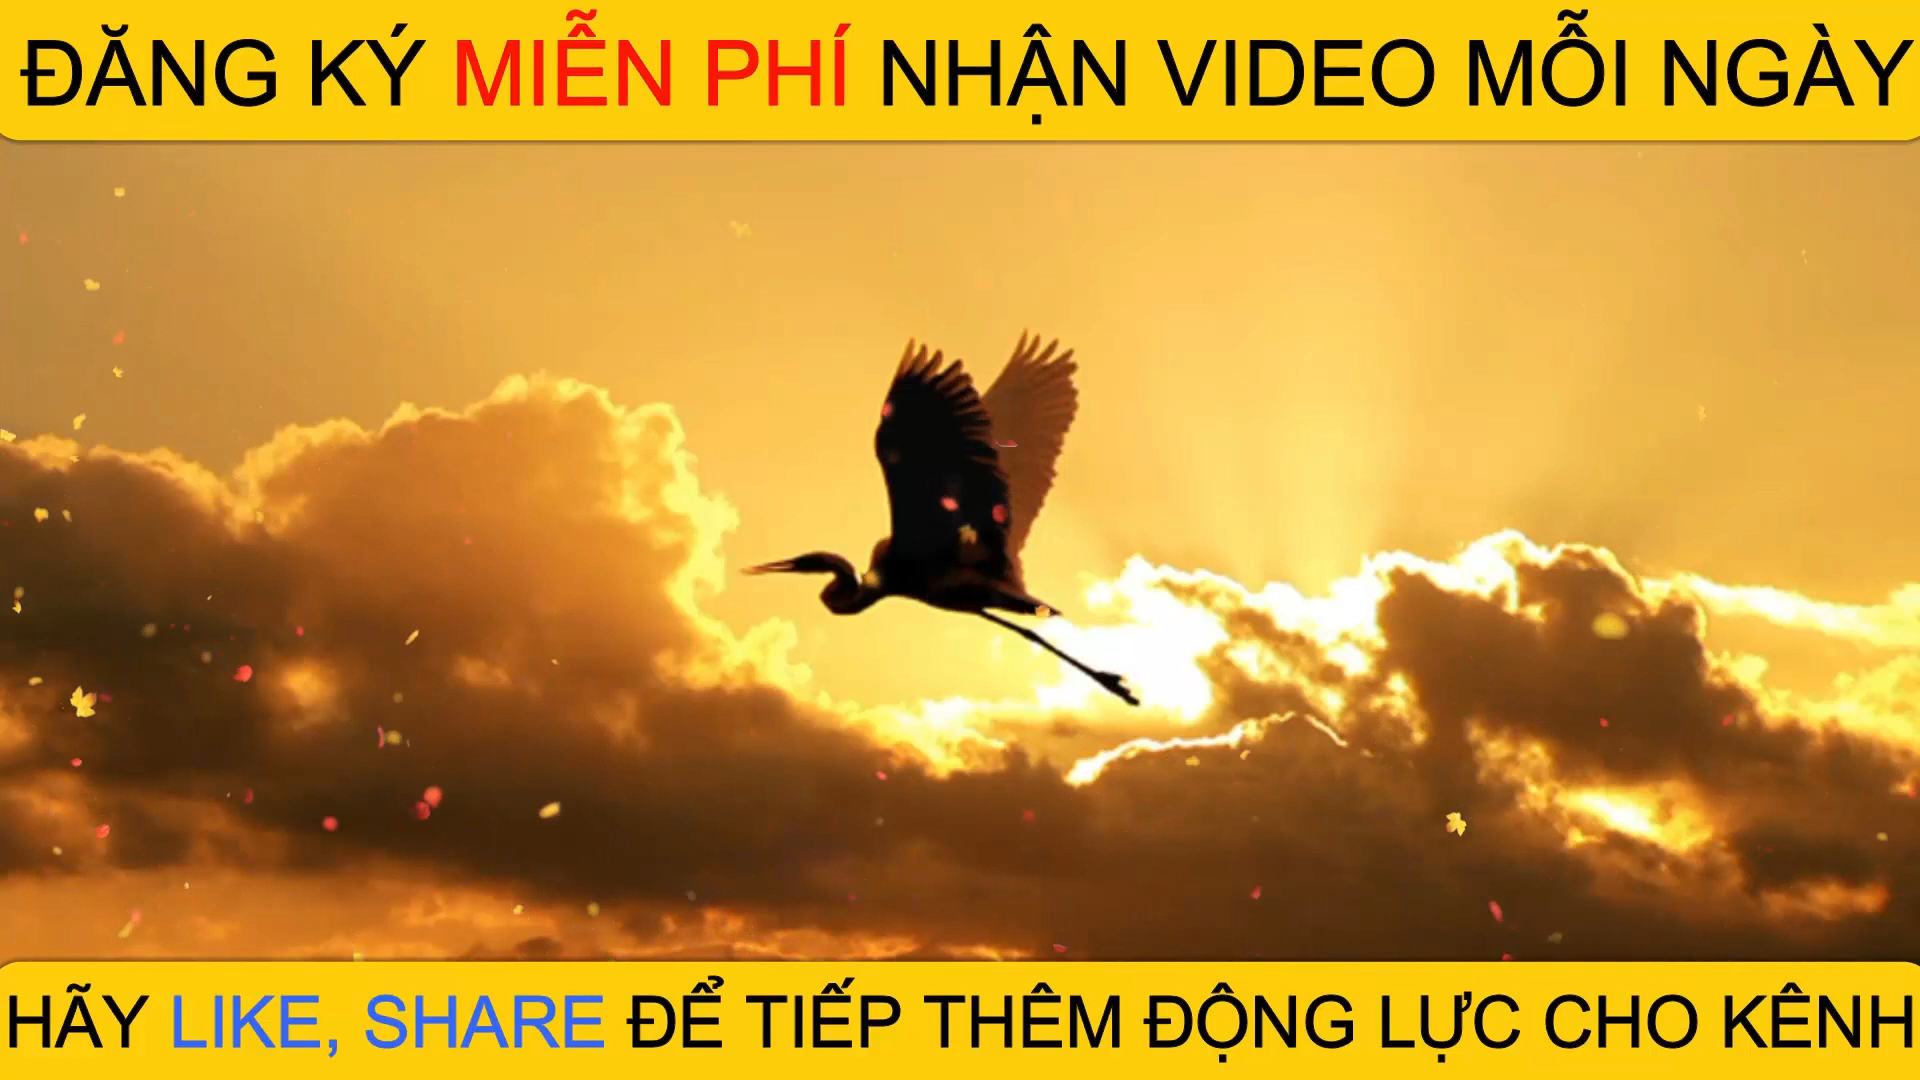 ĐĂNG KÝ MIỄN PHÍ NHẬN VIDEO MỖI NGÀY
HÃY LIKE, SHARE ĐỂ TIẾP THÊM ĐỘNG LỰC CHO KÊNH